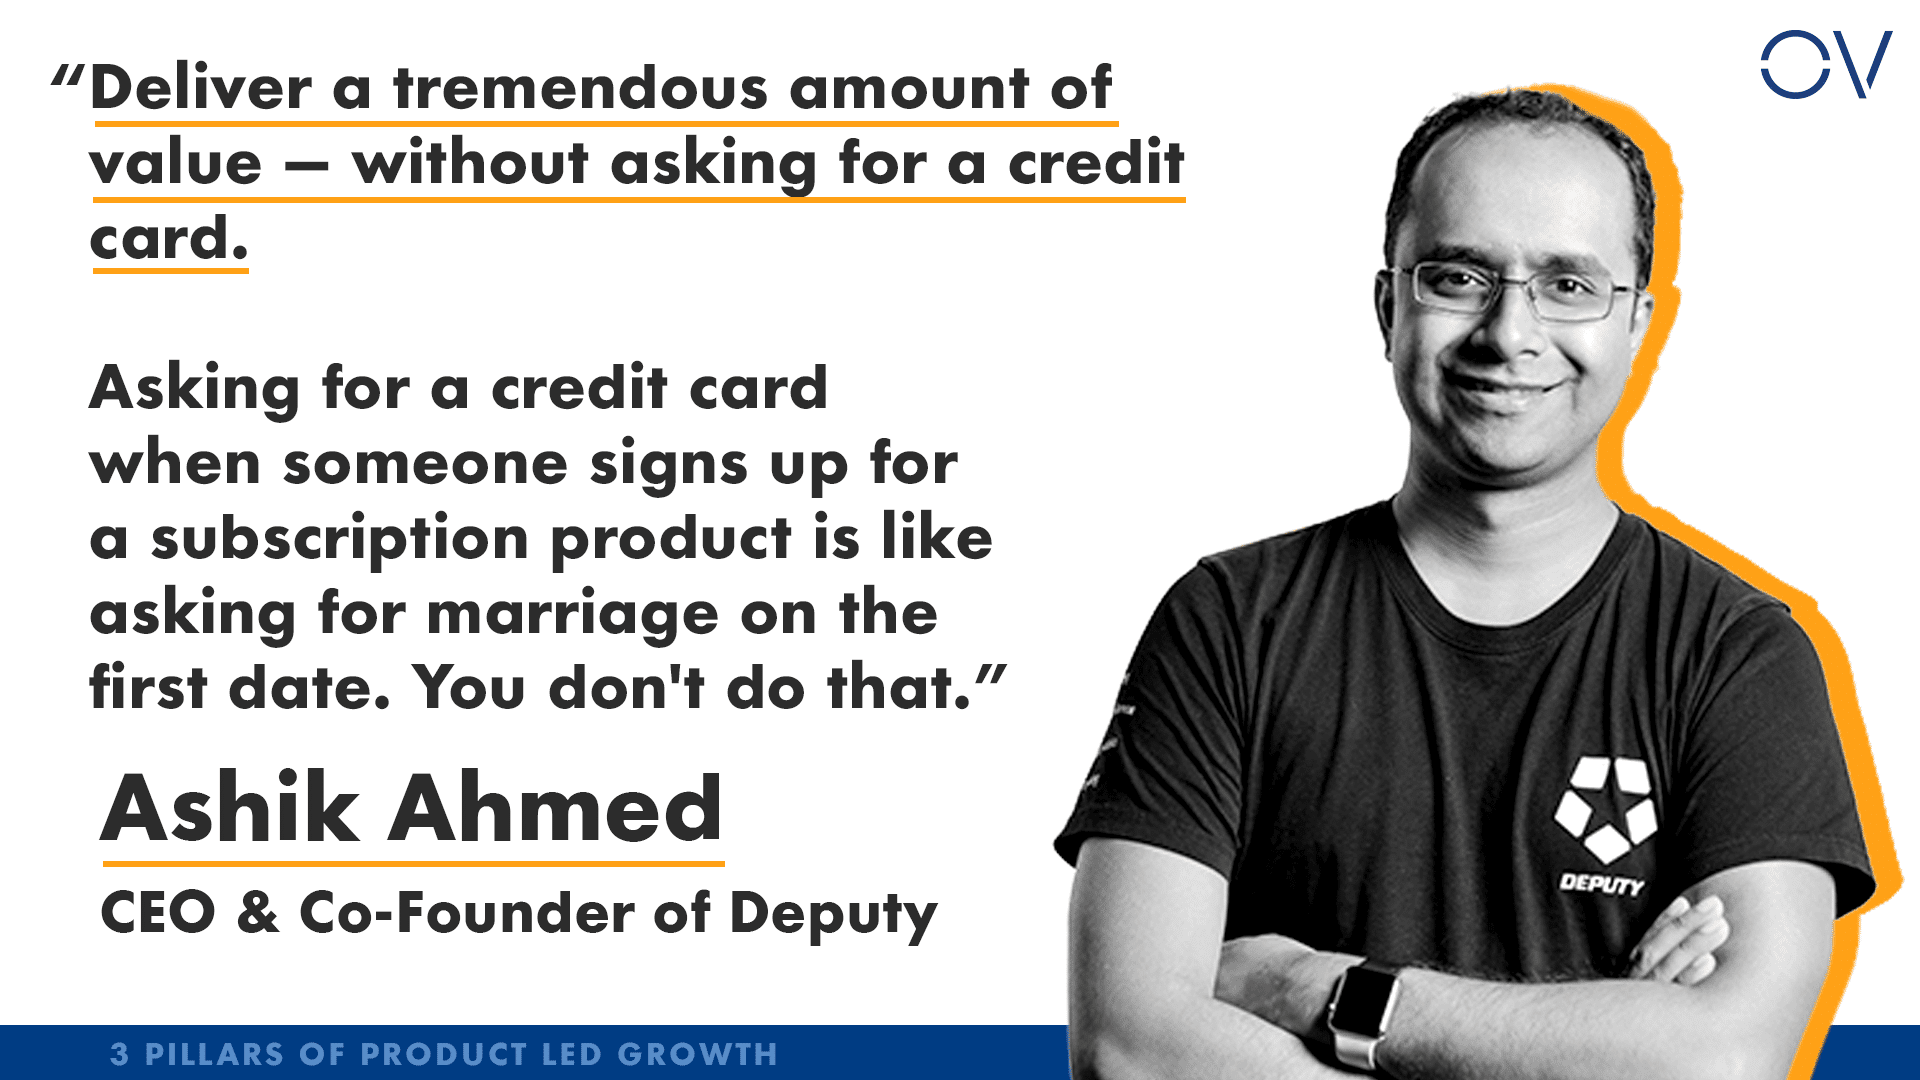 “Deliver a tremendous amount of
value – without asking for a credit
card.
Asking for a credit card
when someone signs up for
a subscription product is like
asking for marriage on the
first date. You don't do that.”
Ashik Ahmed
CEO & Co-Founder of Deputy
3 PILLARS OF PRODUCT LED GROWTH
OV
DEPUTY